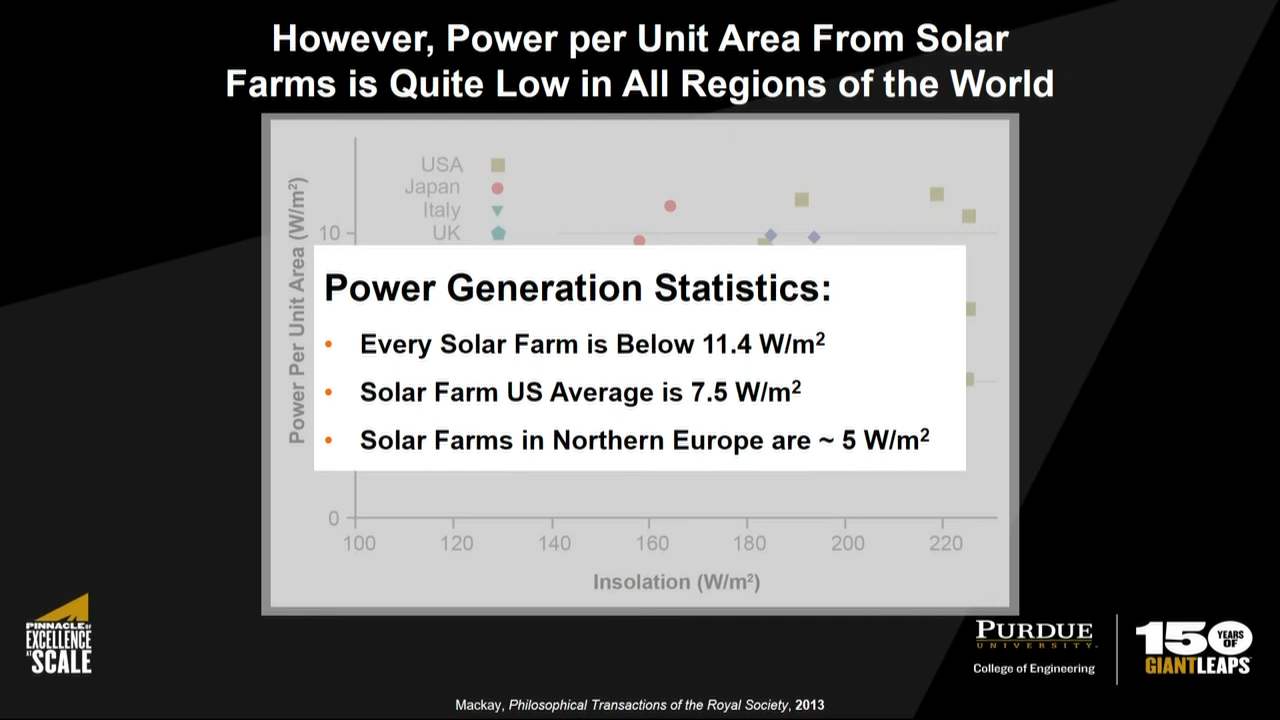 However, Power per Unit Area From Solar
Farms is Quite Low in All Regions of the World
USA
Japan
Italy
UK
10
Power Per Unit Area (W/m²)
Power Generation Statistics:
• Every Solar Farm is Below 11.4 W/m²
• Solar Farm US Average is 7.5 W/m²
• Solar Farms in Northern Europe are ~ 5 W/m²
0
100 120 140 160 180 200 220
Insolation (W/m²)
PINNACLE OF
EXCELLENCE
AT SCALE
PURDUE
UNIVERSITY.
College of Engineering
150 YEARS OF
GIANT LEAPS
Mackay, Philosophical Transactions of the Royal Society, 2013